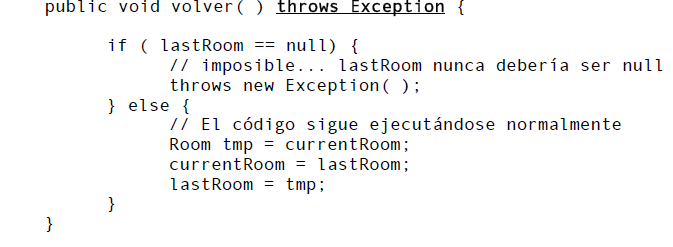 public void volver( ) throws Exception {
if ( lastRoom == null) {
// imposible... lastRoom nunca debería ser null
throws new Exception( );
} else {
// El código sigue ejecutándose normalmente
Room tmp = currentRoom;
currentRoom = lastRoom;
lastRoom = tmp;
}
}